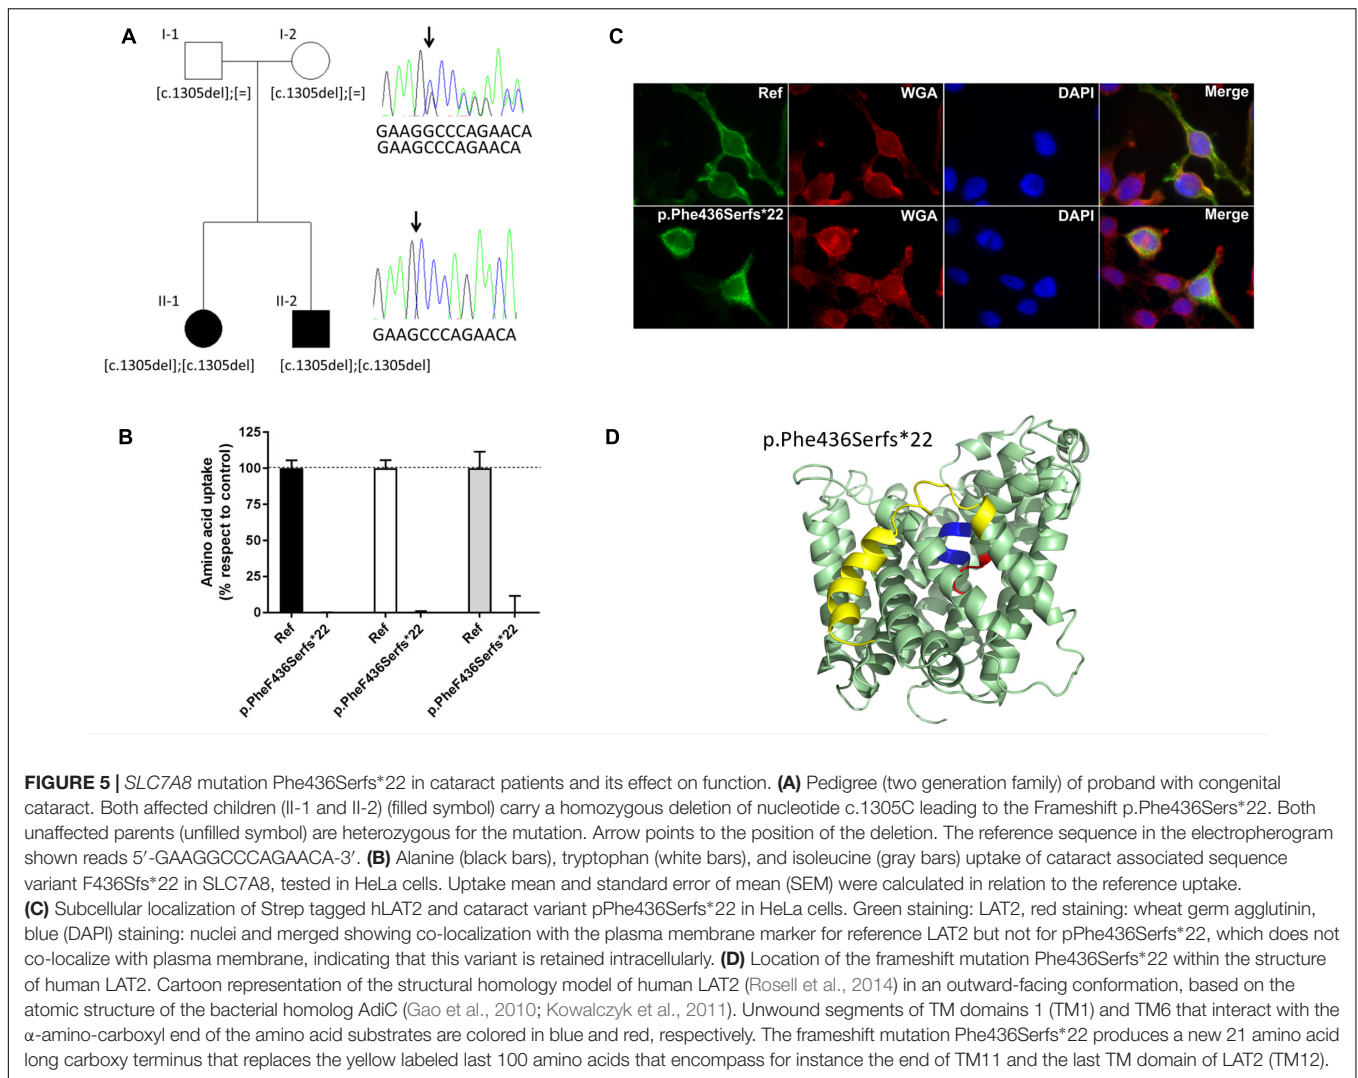 A
I-1
I-2
[c.1305del];[=]
[c.1305del];[=]
GAAGGCCCAGAACA
GAAGCCCAGAACA
II-1
II-2
GAAGCCCAGAACA
[c.1305del];[c.1305del]
[c.1305del];[c.1305del]
C
Ref
WGA
DAPI
Merge
p.Phe436Serfs*22
WGA
DAPI
Merge
B
Amino acid uptake
(% respect to control)
125
100
75
50
25
0
Ref
p.PheF436Serfs*22
Ref
p.PheF436Serfs*22
Ref
p.PheF436Serfs*22
D
p.Phe436Serfs*22
FIGURE 5 | SLC7A8 mutation Phe436Serfs*22 in cataract patients and its effect on function. (A) Pedigree (two generation family) of proband with congenital
cataract. Both affected children (II-1 and II-2) (filled symbol) carry a homozygous deletion of nucleotide c.1305C leading to the Frameshift p.Phe436Sers*22. Both
unaffected parents (unfilled symbol) are heterozygous for the mutation. Arrow points to the position of the deletion. The reference sequence in the electropherogram
shown reads 5′-GAAGGCCCAGAACA-3′. (B) Alanine (black bars), tryptophan (white bars), and isoleucine (gray bars) uptake of cataract associated sequence
variant F436Sfs*22 in SLC7A8, tested in HeLa cells. Uptake mean and standard error of mean (SEM) were calculated in relation to the reference uptake.
(C) Subcellular localization of Strep tagged hLAT2 and cataract variant pPhe436Serfs*22 in HeLa cells. Green staining: LAT2, red staining: wheat germ agglutinin,
blue (DAPI) staining: nuclei and merged showing co-localization with the plasma membrane marker for reference LAT2 but not for pPhe436Serfs*22, which does not
co-localize with plasma membrane, indicating that this variant is retained intracellularly. (D) Location of the frameshift mutation Phe436Serfs*22 within the structure
of human LAT2. Cartoon representation of the structural homology model of human LAT2 (Rosell et al., 2014) in an outward-facing conformation, based on the
atomic structure of the bacterial homolog AdiC (Gao et al., 2010; Kowalczyk et al., 2011). Unwound segments of TM domains 1 (TM1) and TM6 that interact with the
α-amino-carboxyl end of the amino acid substrates are colored in blue and red, respectively. The frameshift mutation Phe436Serfs*22 produces a new 21 amino acid
long carboxy terminus that replaces the yellow labeled last 100 amino acids that encompass for instance the end of TM11 and the last TM domain of LAT2 (TM12).